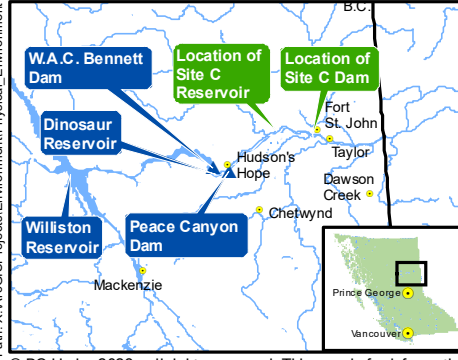 B.C.
W.A.C. Bennett
Dam
Location of
Site C
Reservoir
Location of
Site C Dam
Fort
St. John
Dinosaur
Reservoir
Taylor
Hudson's
Hope
Dawson
Creek
Williston
Reservoir
Peace Canyon
Dam
Chetwynd
Mackenzie
Prince George
Vancouver